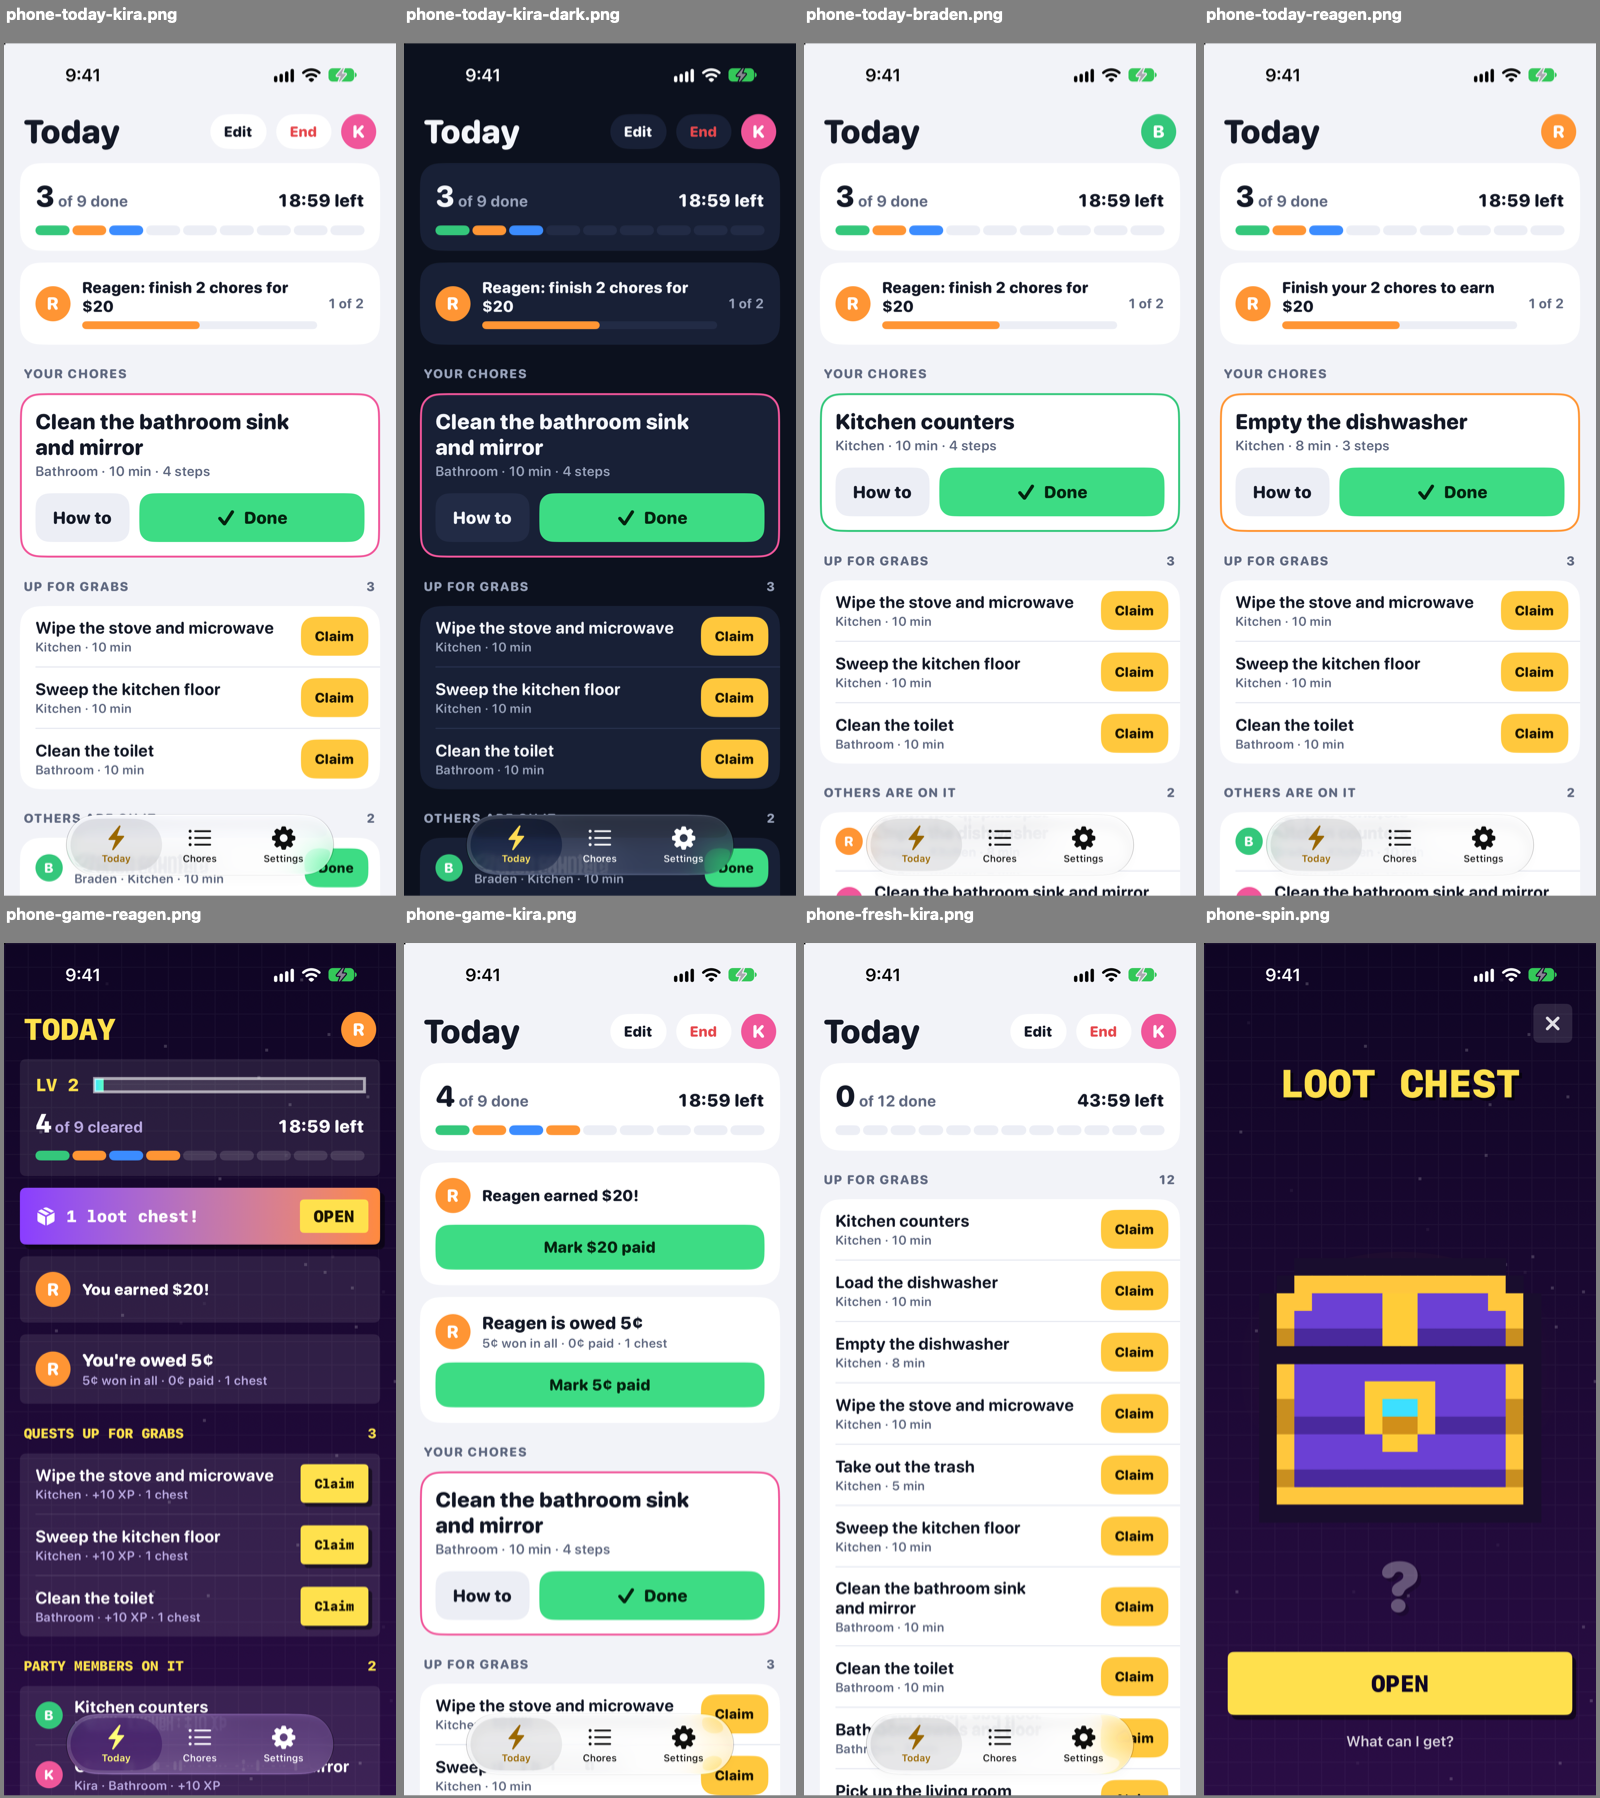 phone-today-kira.png
9:41
Today
Edit
End
K
3 of 9 done
18:59 left
R
Reagen: finish 2 chores for
$20
1 of 2
YOUR CHORES
Clean the bathroom sink
and mirror
Bathroom · 10 min · 4 steps
How to
Done
UP FOR GRABS
3
Wipe the stove and microwave
Kitchen · 10 min
Claim
Sweep the kitchen floor
Kitchen · 10 min
Claim
Clean the toilet
Bathroom · 10 min
Claim
OTHERS ARE ON IT
2
B
Braden · Kitchen · 10 min
Done
Today
Chores
Settings
phone-today-kira-dark.png
9:41
Today
Edit
End
K
3 of 9 done
18:59 left
R
Reagen: finish 2 chores for
$20
1 of 2
YOUR CHORES
Clean the bathroom sink
and mirror
Bathroom · 10 min · 4 steps
How to
Done
UP FOR GRABS
3
Wipe the stove and microwave
Kitchen · 10 min
Claim
Sweep the kitchen floor
Kitchen · 10 min
Claim
Clean the toilet
Bathroom · 10 min
Claim
OTHERS ARE ON IT
2
B
Braden · Kitchen · 10 min
Done
Today
Chores
Settings
phone-today-braden.png
9:41
Today
B
3 of 9 done
18:59 left
R
Reagen: finish 2 chores for
$20
1 of 2
YOUR CHORES
Kitchen counters
Kitchen · 10 min · 4 steps
How to
Done
UP FOR GRABS
3
Wipe the stove and microwave
Kitchen · 10 min
Claim
Sweep the kitchen floor
Kitchen · 10 min
Claim
Clean the toilet
Bathroom · 10 min
Claim
OTHERS ARE ON IT
2
R
Today
Chores
Settings
Clean the bathroom sink and mirror
phone-today-reagen.png
9:41
Today
R
3 of 9 done
18:59 left
R
Finish your 2 chores to earn
$20
1 of 2
YOUR CHORES
Empty the dishwasher
Kitchen · 8 min · 3 steps
How to
Done
UP FOR GRABS
3
Wipe the stove and microwave
Kitchen · 10 min
Claim
Sweep the kitchen floor
Kitchen · 10 min
Claim
Clean the toilet
Bathroom · 10 min
Claim
OTHERS ARE ON IT
2
B
Today
Chores
Settings
Clean the bathroom sink and mirror
phone-game-reagen.png
9:41
TODAY
R
LV 2
4 of 9 cleared
18:59 left
1 loot chest!
OPEN
R
You earned $20!
R
You're owed 5¢
5¢ won in all · 0¢ paid · 1 chest
QUESTS UP FOR GRABS
3
Wipe the stove and microwave
Kitchen · +10 XP · 1 chest
Claim
Sweep the kitchen floor
Kitchen · +10 XP · 1 chest
Claim
Clean the toilet
Bathroom · +10 XP · 1 chest
Claim
PARTY MEMBERS ON IT
2
B
Kitchen counters
Today
Chores
Settings
K
Kira · Bathroom · +10 XP
phone-game-kira.png
9:41
Today
Edit
End
K
4 of 9 done
18:59 left
R
Reagen earned $20!
Mark $20 paid
R
Reagen is owed 5¢
5¢ won in all · 0¢ paid · 1 chest
Mark 5¢ paid
YOUR CHORES
Clean the bathroom sink
and mirror
Bathroom · 10 min · 4 steps
How to
Done
UP FOR GRABS
3
Wipe the stove and microwave
Claim
Today
Chores
Settings
Kitchen · 10 min
Claim
phone-fresh-kira.png
9:41
Today
Edit
End
K
0 of 12 done
43:59 left
UP FOR GRABS
12
Kitchen counters
Kitchen · 10 min
Claim
Load the dishwasher
Kitchen · 10 min
Claim
Empty the dishwasher
Kitchen · 8 min
Claim
Wipe the stove and microwave
Kitchen · 10 min
Claim
Take out the trash
Kitchen · 5 min
Claim
Sweep the kitchen floor
Kitchen · 10 min
Claim
Clean the bathroom sink
and mirror
Bathroom · 10 min
Claim
Clean the toilet
Bathroom · 10 min
Claim
Today
Chores
Settings
Pick up the living room
phone-spin.png
9:41
LOOT CHEST
?
OPEN
What can I get?